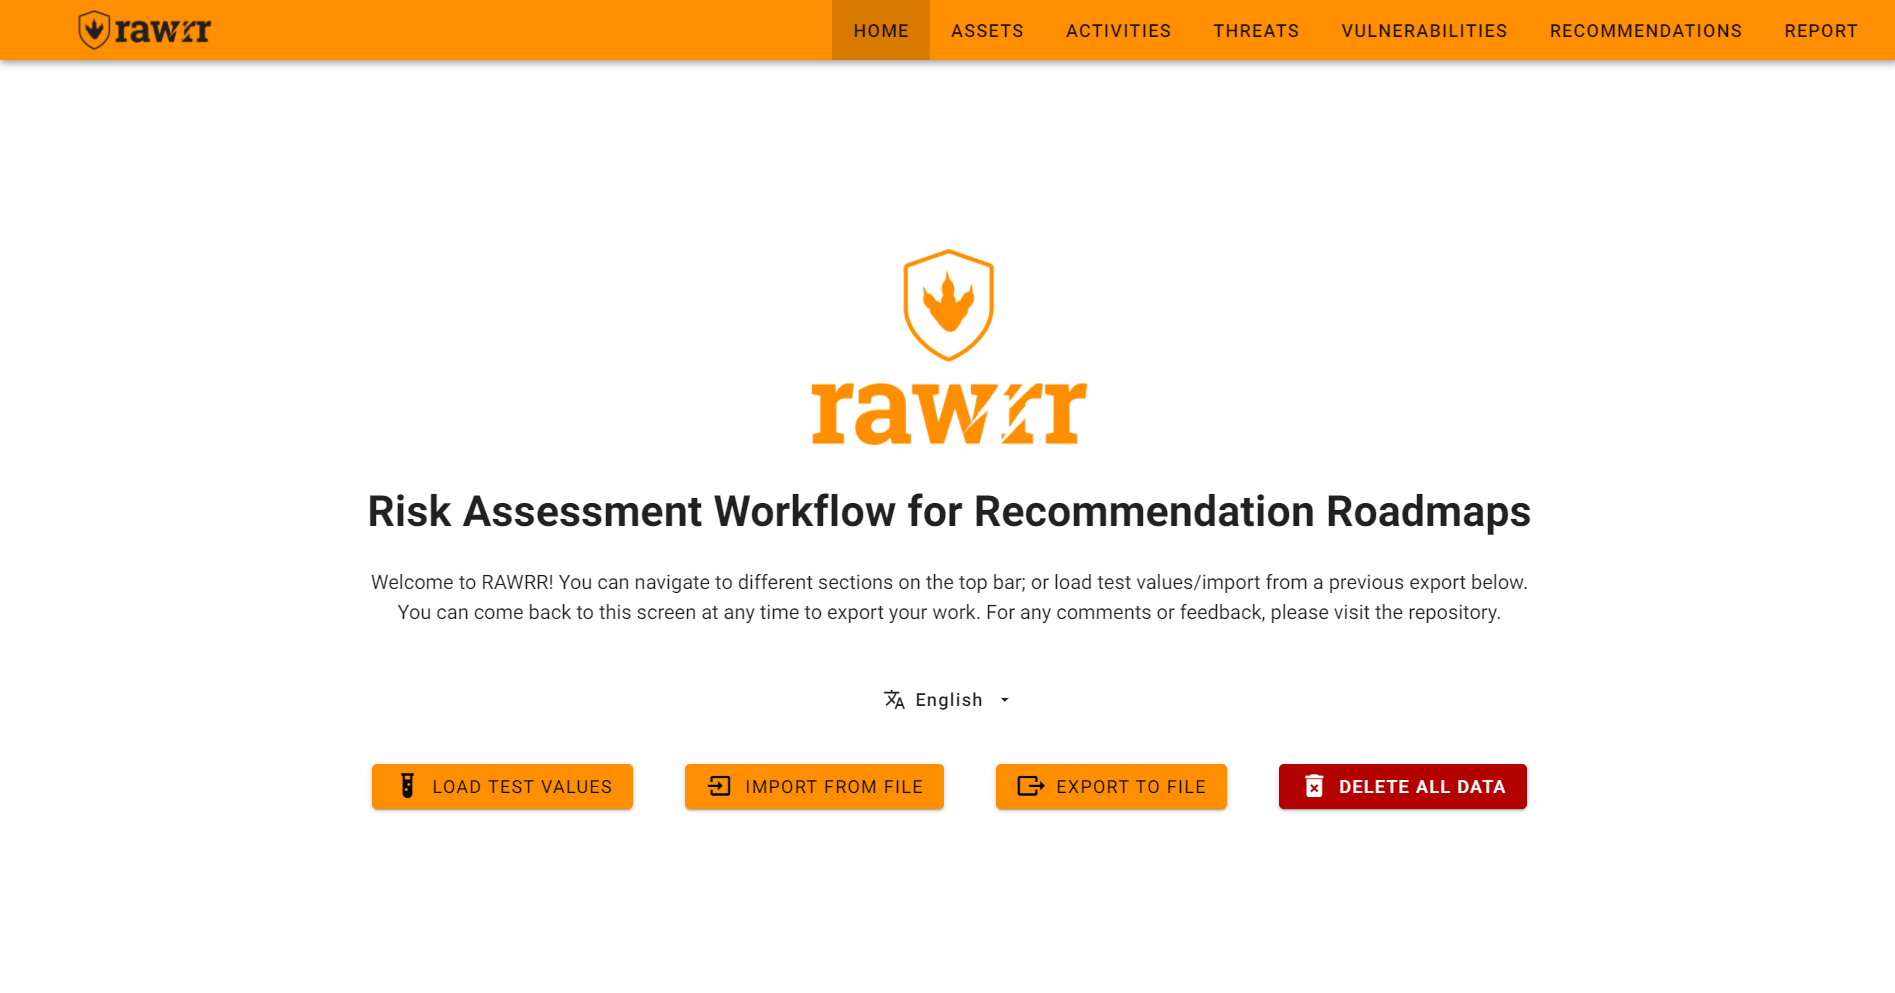 rawrr
HOME ASSETS ACTIVITIES THREATS VULNERABILITIES RECOMMENDATIONS REPORT
rawrr
Risk Assessment Workflow for Recommendation Roadmaps
Welcome to RAWRR! You can navigate to different sections on the top bar; or load test values/import from a previous export below.
You can come back to this screen at any time to export your work. For any comments or feedback, please visit the repository.
English
LOAD TEST VALUES IMPORT FROM FILE EXPORT TO FILE DELETE ALL DATA